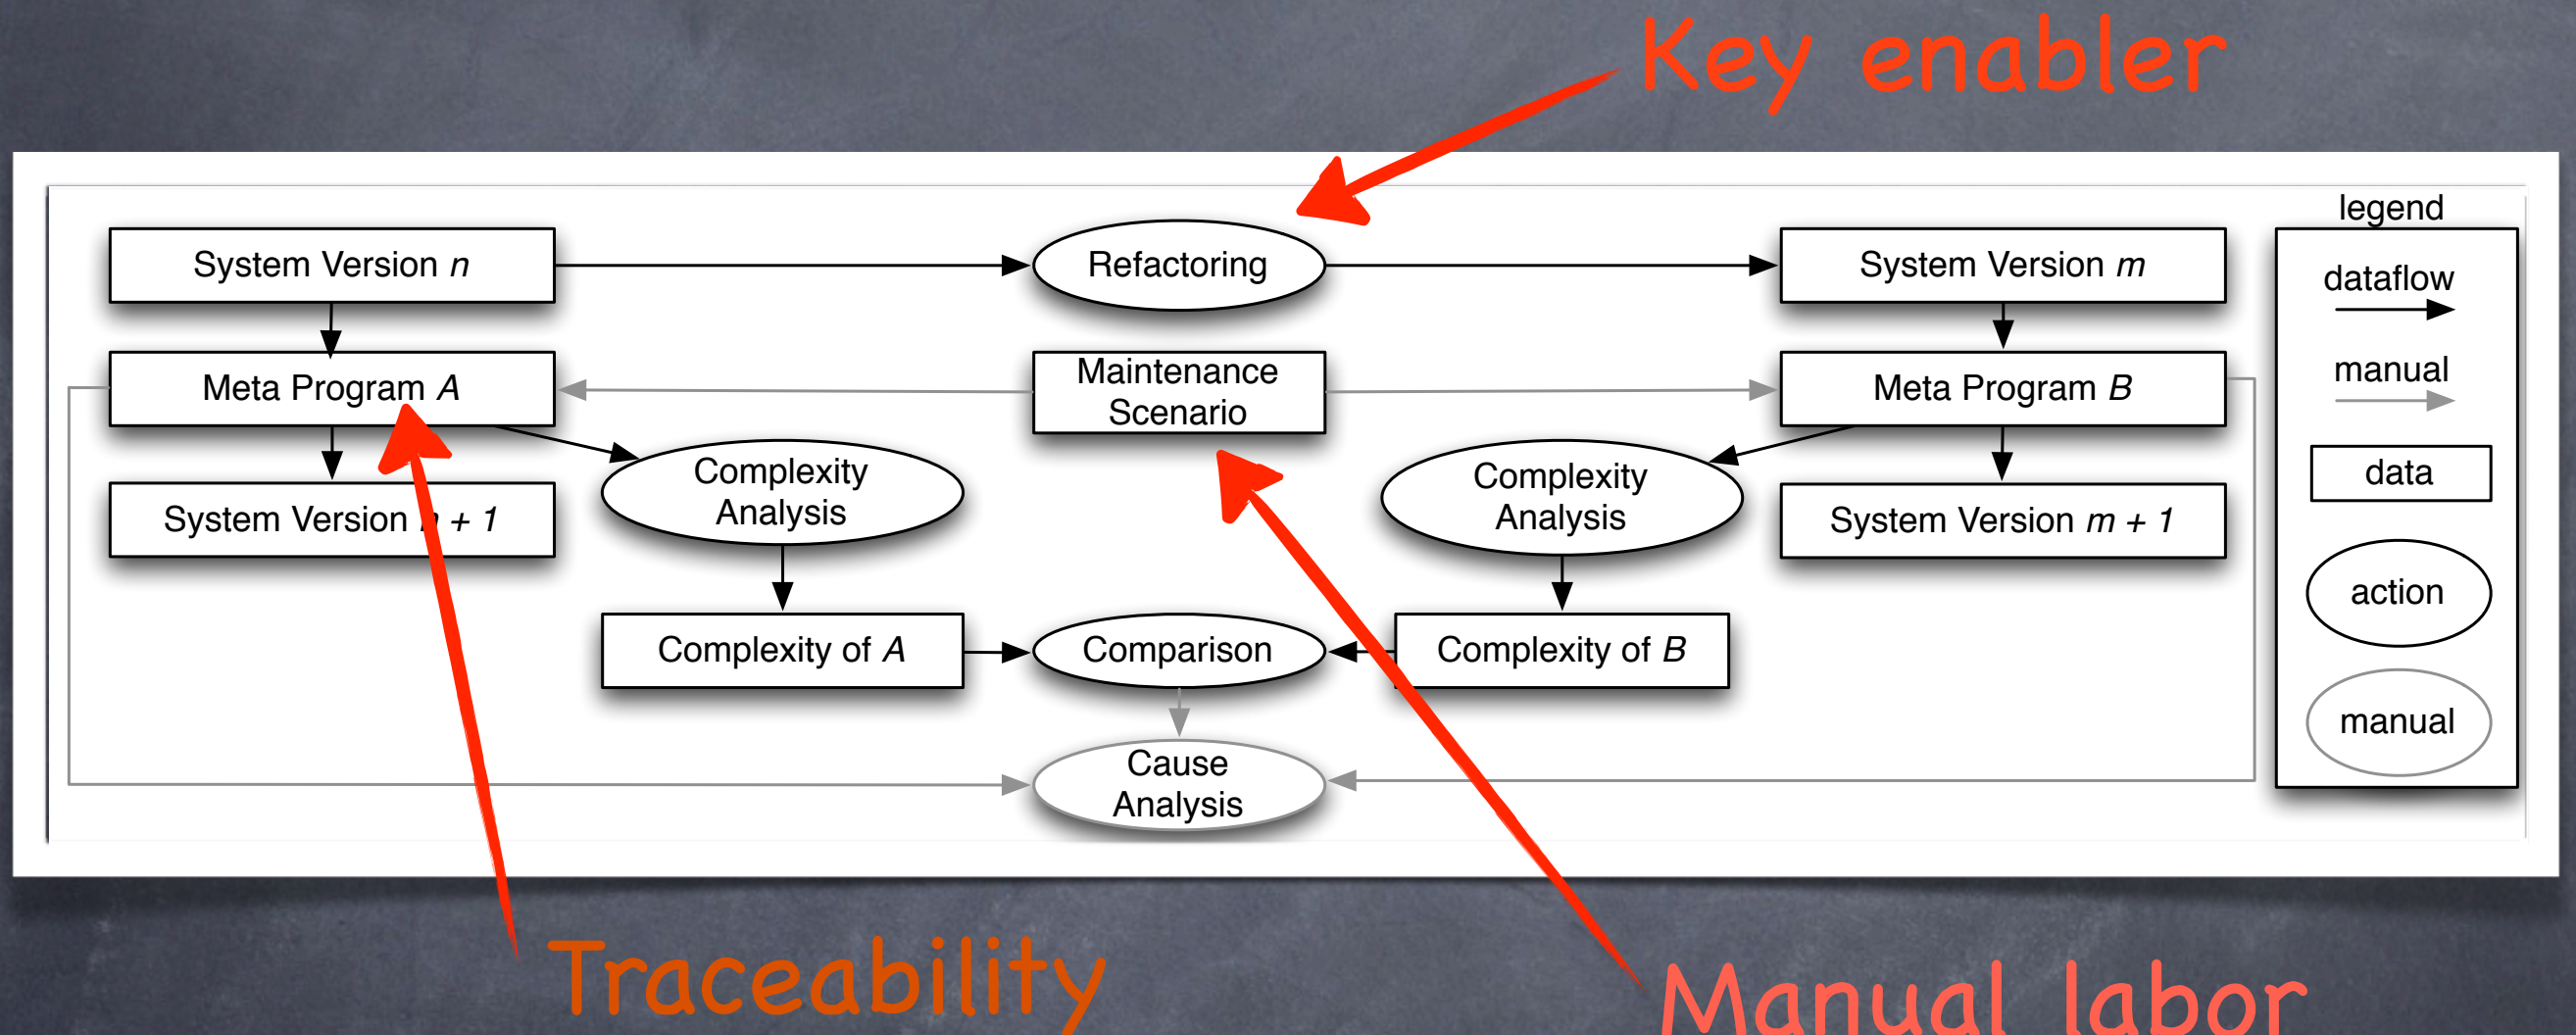 Key enabler
legend
System Version n
Refactoring
System Version m
dataflow
Meta Program A
Maintenance
Scenario
Meta Program B
manual
Complexity
Analysis
Complexity
Analysis
data
System Version n + 1
System Version m + 1
action
Complexity of A
Comparison
Complexity of B
manual
Cause
Analysis
Traceability
Manual labor